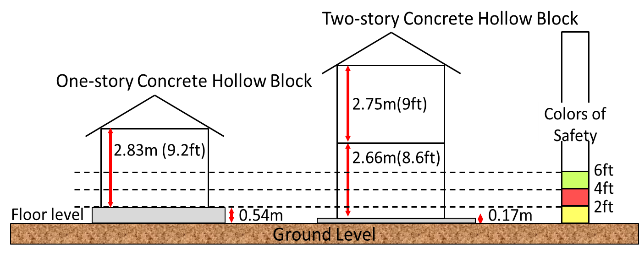 Two-story Concrete Hollow Block
One-story Concrete Hollow Block
2.75m(9ft)
Colors of
Safety
2.83m (9.2ft)
2.66m(8.6ft)
6ft
4ft
2ft
Floor level
0.54m
0.17m
Ground Level